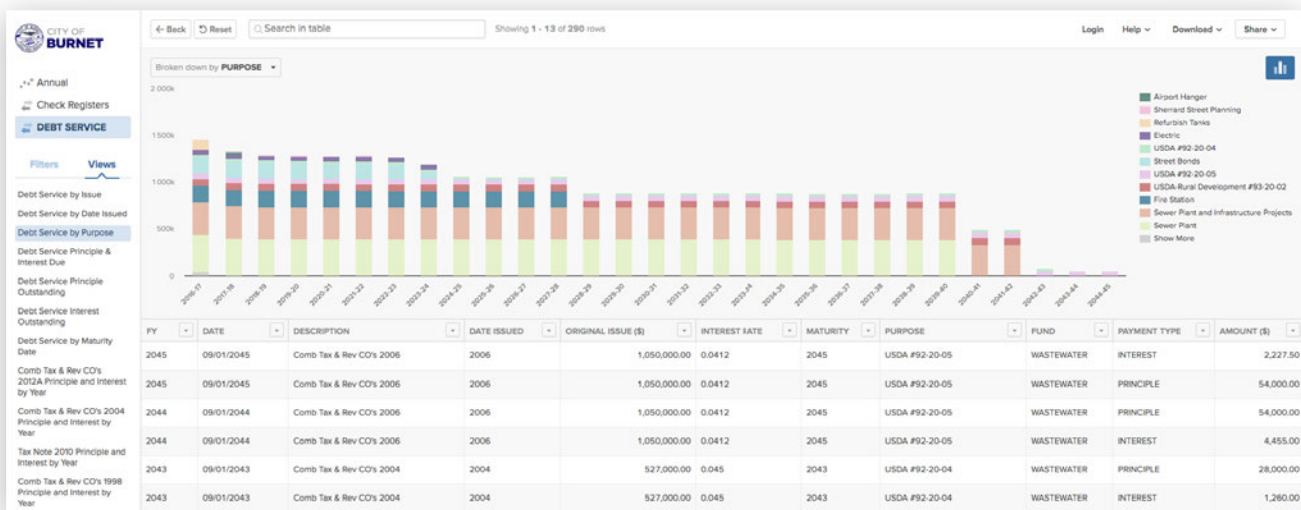 CITY OF
BURNET
Back
Reset
Search in table
Showing 1 - 13 of 290 rows
Login
Help
Download
Share
Annual
Check Registers
DEBT SERVICE
Filters
Views
Debt Service by Issue
Debt Service by Date Issued
Debt Service by Purpose
Debt Service Principle &
Interest Due
Debt Service Principle
Outstanding
Debt Service Interest
Outstanding
Debt Service by Maturity
Date
Comb Tax & Rev CO's
2012A Principle and Interest
by Year
Comb Tax & Rev CO's 2004
Principle and Interest by
Year
Tax Note 2010 Principle and
Interest by Year
Comb Tax & Rev CO's 1998
Principle and Interest by
Year
Broken down by PURPOSE
2 000k
1 500k
1 000k
500k
0
2016-17
2017-18
2018-19
2019-20
2020-21
2021-22
2022-23
2023-24
2024-25
2025-26
2026-27
2027-28
2028-29
2029-30
2030-31
2031-32
2032-33
2033-34
2034-35
2035-36
2036-37
2037-38
2038-39
2039-40
2040-41
2041-42
2042-43
2043-44
2044-45
Airport Hanger
Sherrard Street Planning
Refurbish Tanks
Electric
USDA #92-20-04
Street Bonds
USDA #92-20-05
USDA-Rural Development #93-20-02
Fire Station
Sewer Plant and Infrastructure Projects
Sewer Plant
Show More
FY DATE DESCRIPTION DATE ISSUED ORIGINAL ISSUE ($) INTEREST RATE MATURITY PURPOSE FUND PAYMENT TYPE AMOUNT ($)
2045 09/01/2045 Comb Tax & Rev CO's 2006 2006 1,050,000.00 0.0412 2045 USDA #92-20-05 WASTEWATER INTEREST 2,227.50
2045 09/01/2045 Comb Tax & Rev CO's 2006 2006 1,050,000.00 0.0412 2045 USDA #92-20-05 WASTEWATER PRINCIPLE 54,000.00
2044 09/01/2044 Comb Tax & Rev CO's 2006 2006 1,050,000.00 0.0412 2045 USDA #92-20-05 WASTEWATER PRINCIPLE 54,000.00
2044 09/01/2044 Comb Tax & Rev CO's 2006 2006 1,050,000.00 0.0412 2045 USDA #92-20-05 WASTEWATER INTEREST 4,455.00
2043 09/01/2043 Comb Tax & Rev CO's 2004 2004 527,000.00 0.045 2043 USDA #92-20-04 WASTEWATER PRINCIPLE 28,000.00
2043 09/01/2043 Comb Tax & Rev CO's 2004 2004 527,000.00 0.045 2043 USDA #92-20-04 WASTEWATER INTEREST 1,260.00